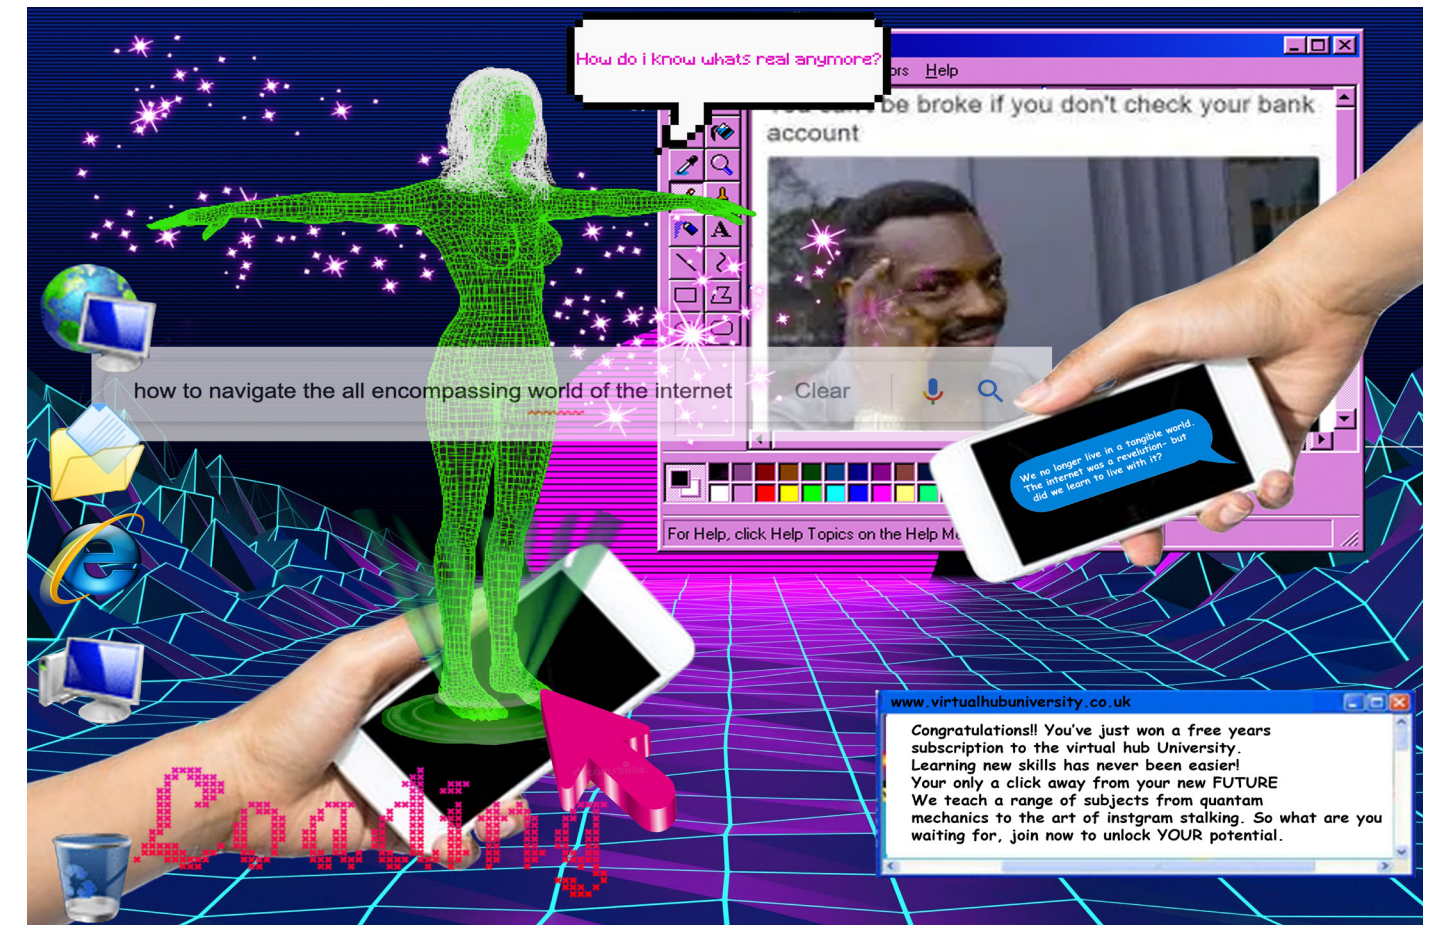 How do i know whats real anymore?
ors Help
be broke if you don't check your bank
account
A
how to navigate the all encompassing world of the internet
Clear
We no longer live in a tangible world.
The internet was a revelution- but
did we learn to live with it?
For Help, click Help Topics on the Help
www.virtualhubuniversity.co.uk
Congratulations!! You've just won a free years
subscription to the virtual hub University.
Learning new skills has never been easier!
Your only a click away from your new FUTURE
We teach a range of subjects from quantam
mechanics to the art of instgram stalking. So what are you
waiting for, join now to unlock YOUR potential.
Loading